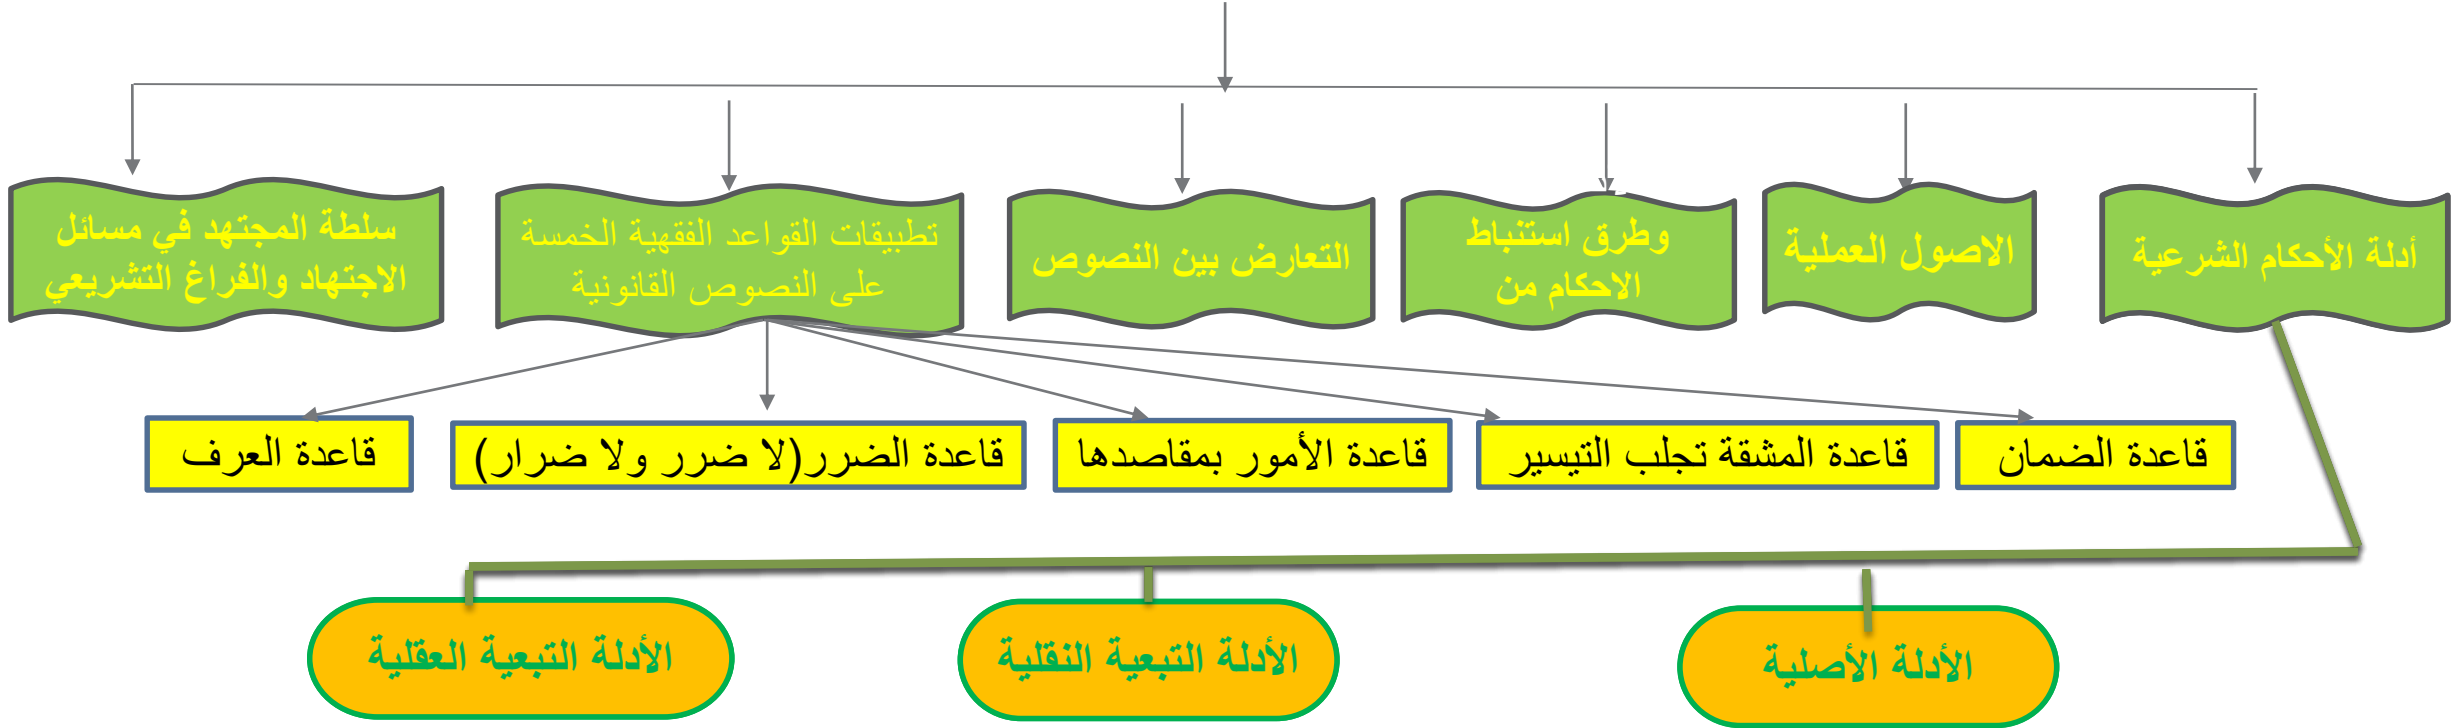 أدلة الأحكام الشرعية
الاصول العملية
وطرق استنباط
الاحكام من
التعارض بين النصوص
تطبيقات القواعد الفقهية الخمسة
على النصوص القانونية
سلطة المجتهد في مسائل
الاجتهاد والفراغ التشريعي
قاعدة الضمان
قاعدة المشقة تجلب التيسير
قاعدة الأمور بمقاصدها
قاعدة الضرر(لا ضرر ولا ضرار)
قاعدة العرف
الأدلة الأصلية
الأدلة التبعية النقلية
الأدلة التبعية العقلية